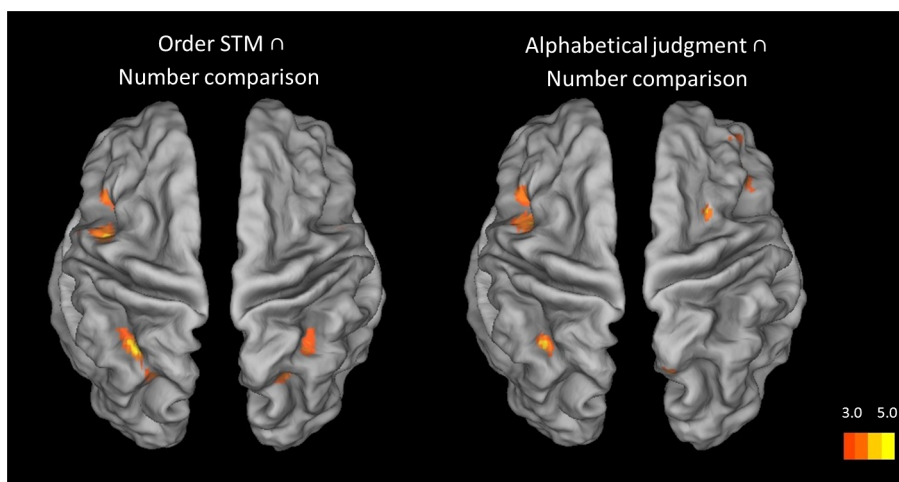 Order STM ∩
Number comparison
Alphabetical judgment ∩
Number comparison
3.0 5.0